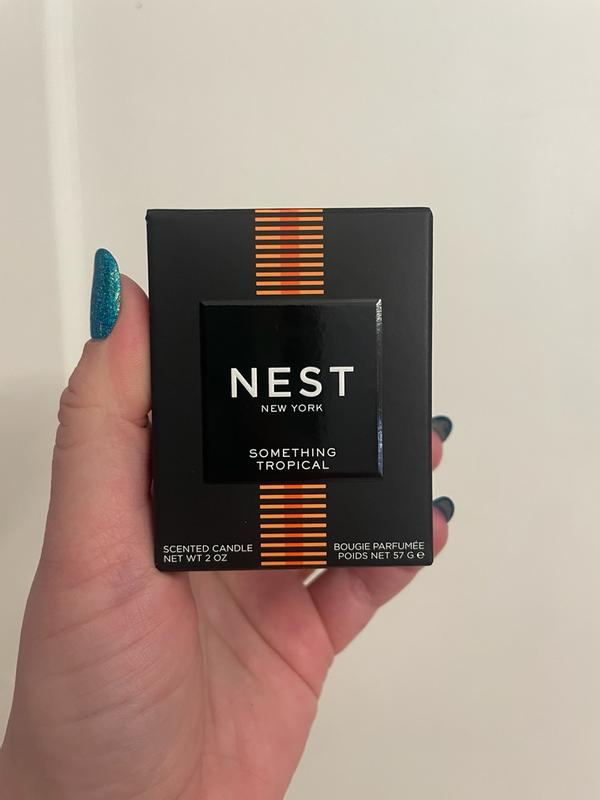 NEST
NEW YORK
SOMETHING
TROPICAL
SCENTED CANDLE
NET WT 2 OZ
BOUGIE PARFUMÉE
POIDS NET 57 G ℮